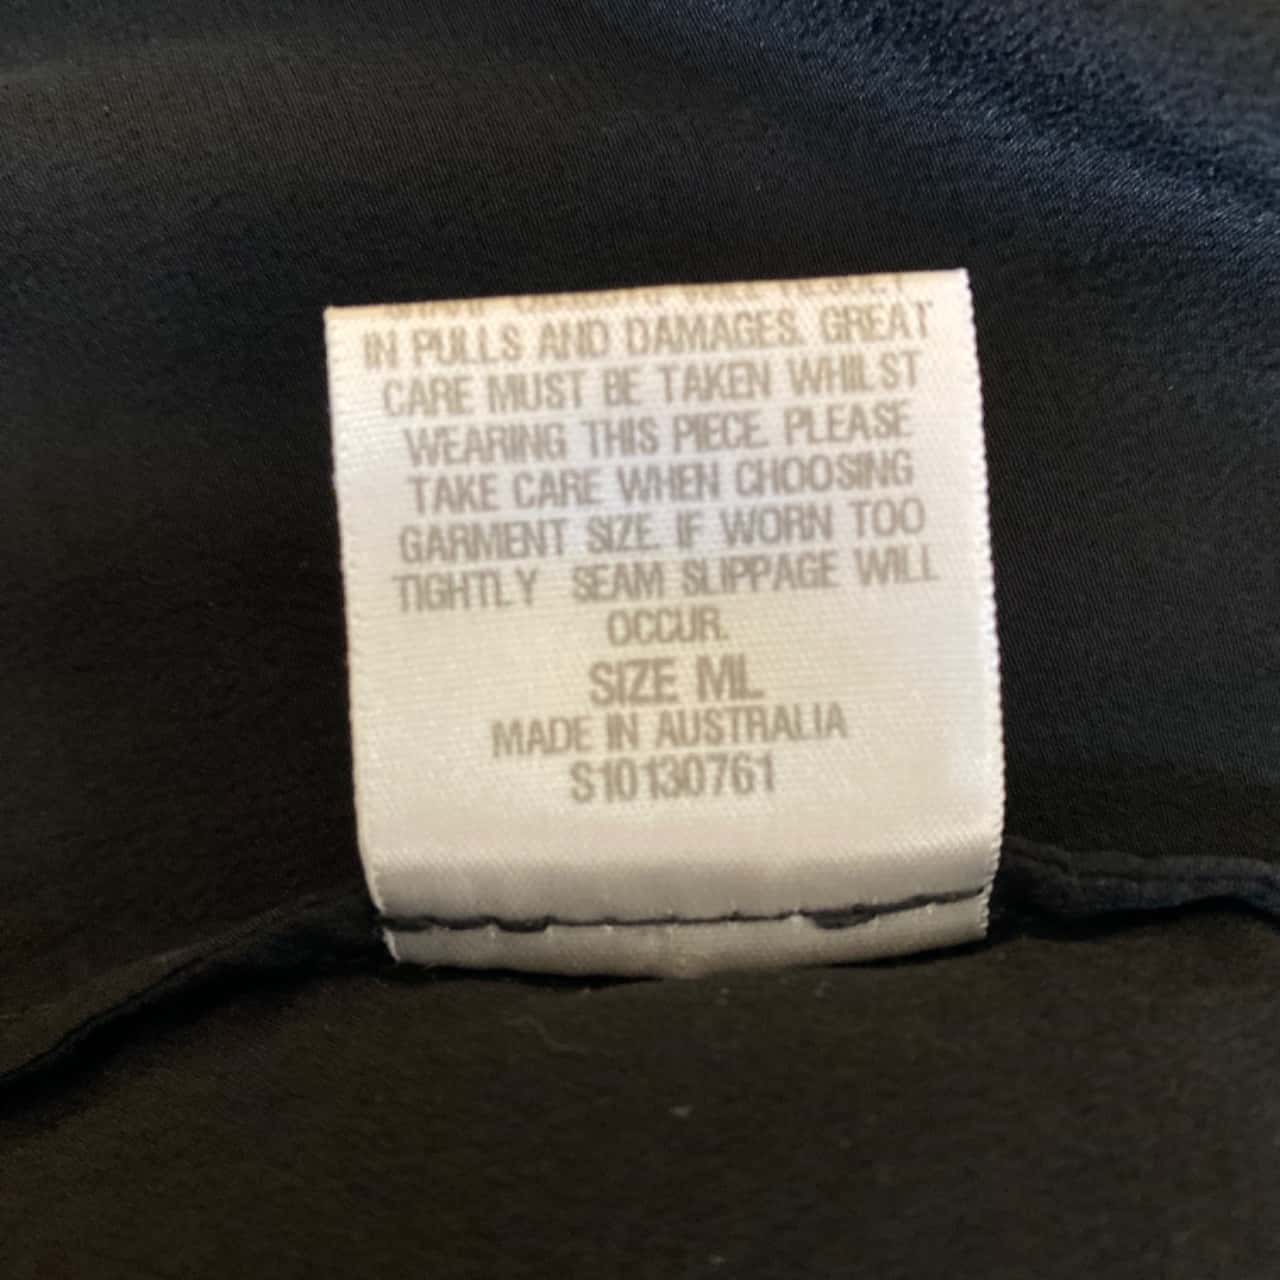 IN PULLS AND DAMAGES. GREAT
CARE MUST BE TAKEN WHILST
WEARING THIS PIECE. PLEASE
TAKE CARE WHEN CHOOSING
GARMENT SIZE. IF WORN TOO
TIGHTLY SEAM SLIPPAGE WILL
OCCUR.
SIZE ML
MADE IN AUSTRALIA
S10130761